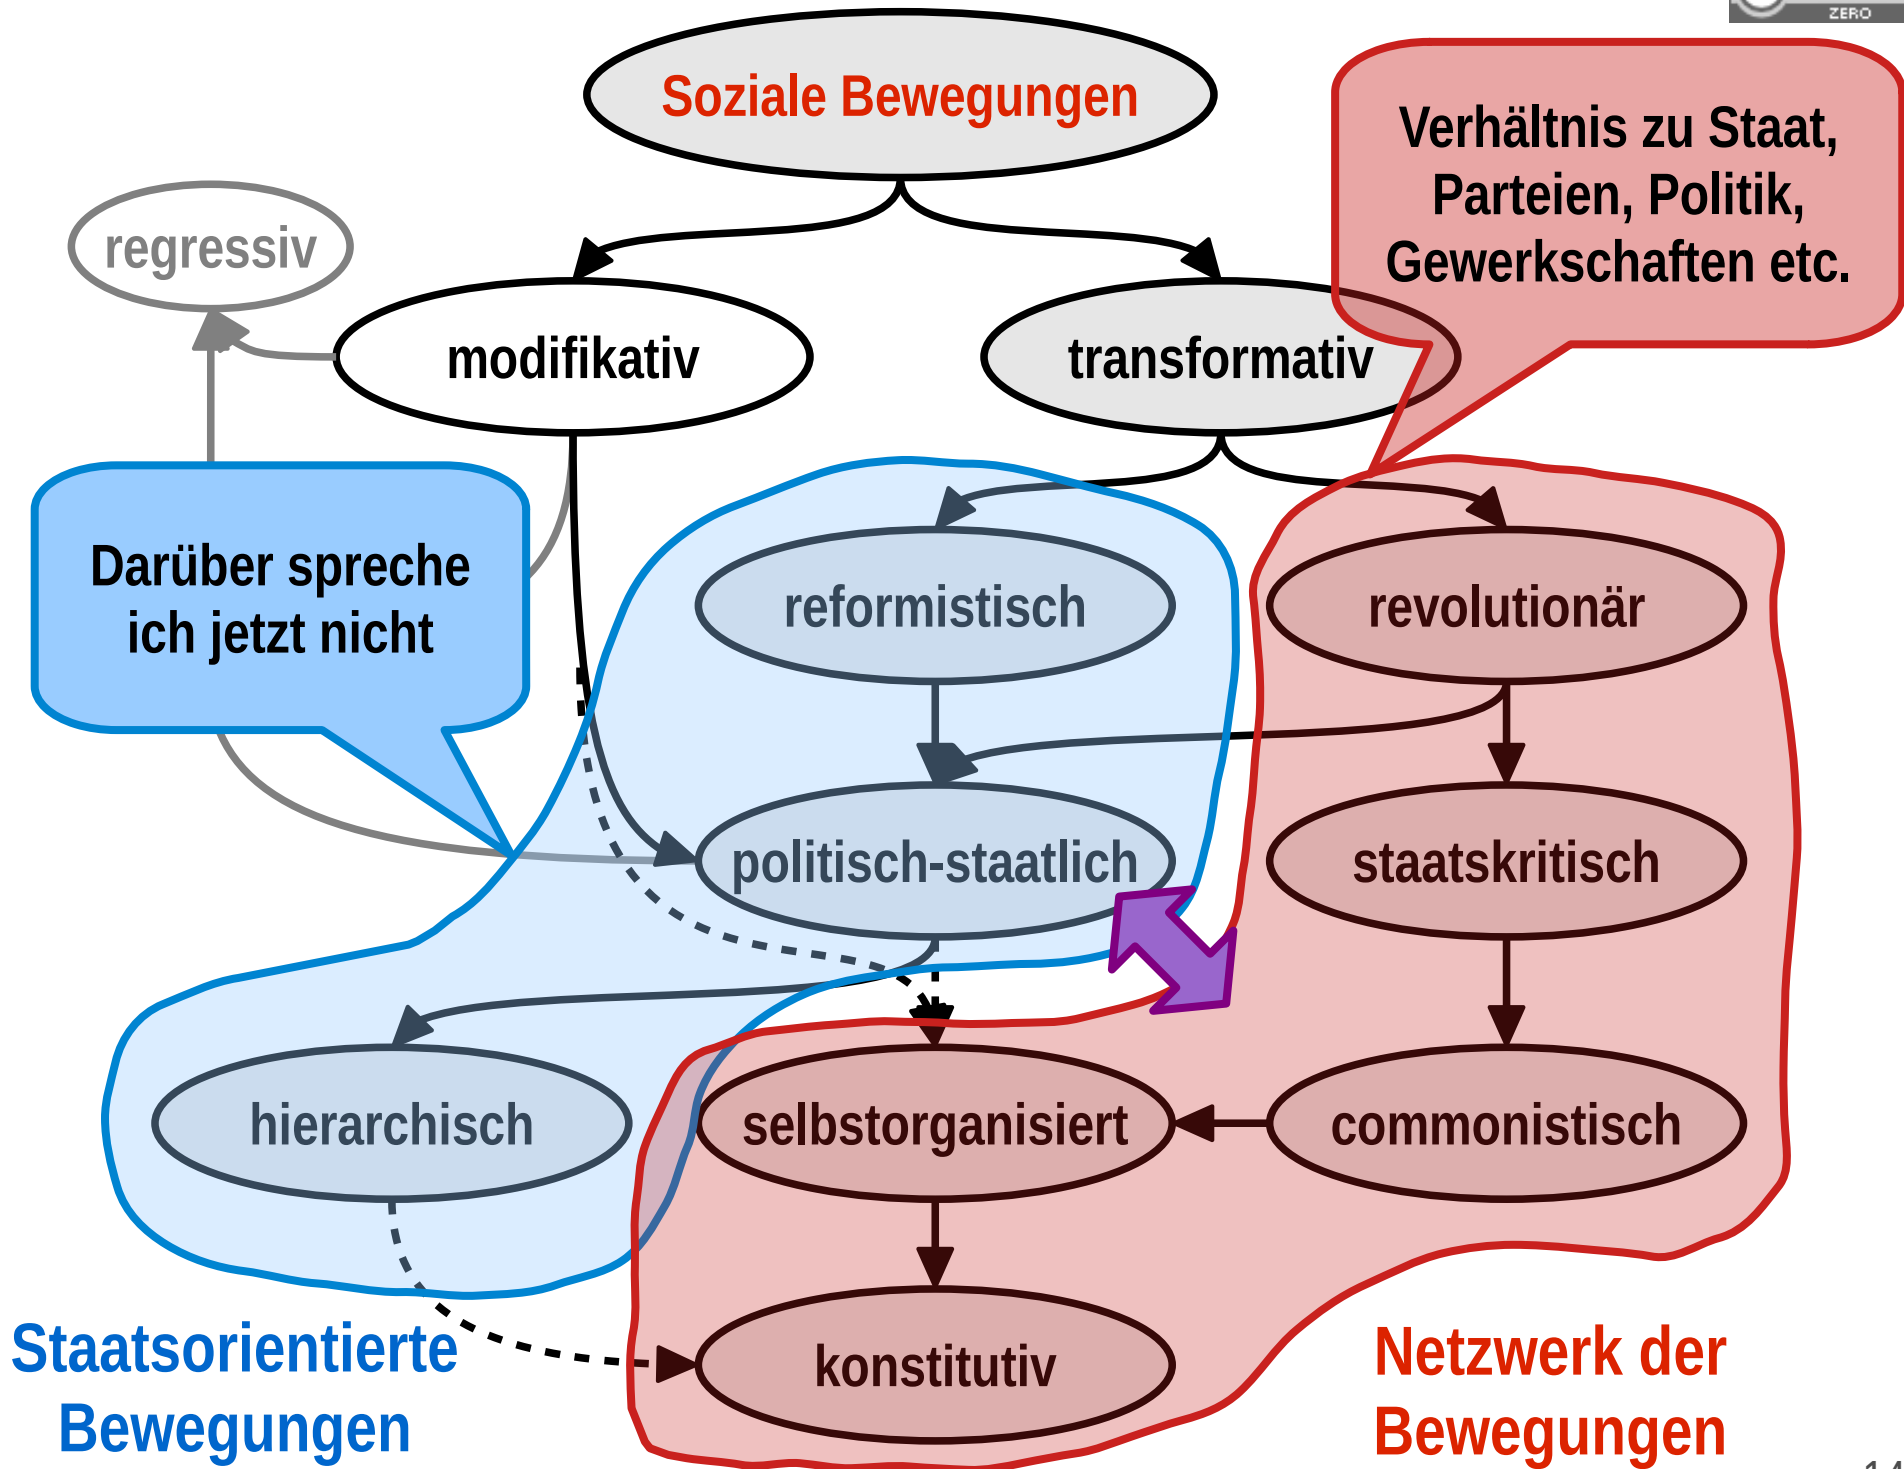 ZERO
Soziale Bewegungen
Verhältnis zu Staat,
Parteien, Politik,
Gewerkschaften etc.
regressiv
modifikativ
transformativ
Darüber spreche
ich jetzt nicht
reformistisch
revolutionär
politisch-staatlich
staatskritisch
hierarchisch
selbstorganisiert
commonistisch
konstitutiv
Staatsorientierte
Bewegungen
Netzwerk der
Bewegungen